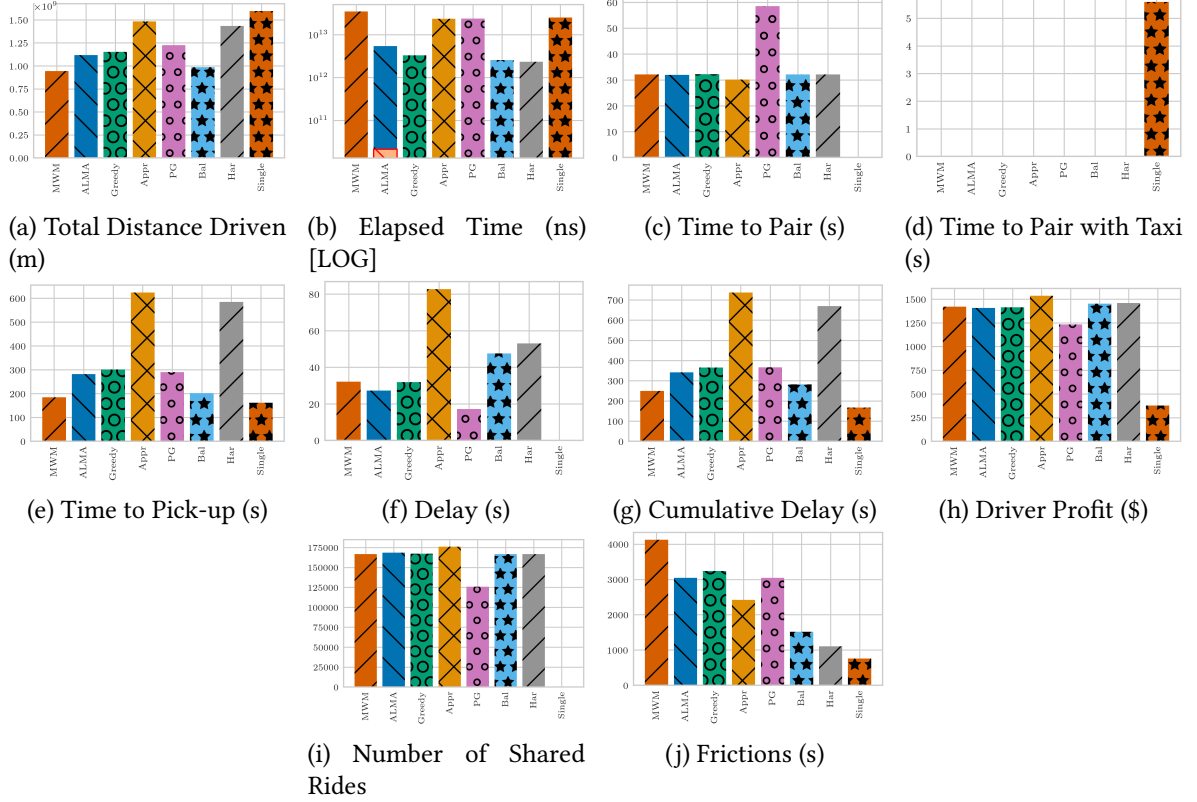 ×10⁹
1.50
1.25
1.00
0.75
0.50
0.25
0.00
MWM
ALMA
Greedy
Appr
PG
Bal
Har
Single
(a) Total Distance Driven
(m)
10¹³
10¹²
10¹¹
MWM
ALMA
Greedy
Appr
PG
Bal
Har
Single
(b) Elapsed Time (ns)
[LOG]
60
50
40
30
20
10
0
MWM
ALMA
Greedy
Appr
PG
Bal
Har
Single
(c) Time to Pair (s)
5
4
3
2
1
0
MWM
ALMA
Greedy
Appr
PG
Bal
Har
Single
(d) Time to Pair with Taxi
(s)
600
500
400
300
200
100
0
MWM
ALMA
Greedy
Appr
PG
Bal
Har
Single
(e) Time to Pick-up (s)
80
60
40
20
0
MWM
ALMA
Greedy
Appr
PG
Bal
Har
Single
(f) Delay (s)
700
600
500
400
300
200
100
0
MWM
ALMA
Greedy
Appr
PG
Bal
Har
Single
(g) Cumulative Delay (s)
1500
1250
1000
750
500
250
0
MWM
ALMA
Greedy
Appr
PG
Bal
Har
Single
(h) Driver Profit ($)
175000
150000
125000
100000
75000
50000
25000
0
MWM
ALMA
Greedy
Appr
PG
Bal
Har
Single
(i) Number of Shared
Rides
4000
3000
2000
1000
0
MWM
ALMA
Greedy
Appr
PG
Bal
Har
Single
(j) Frictions (s)